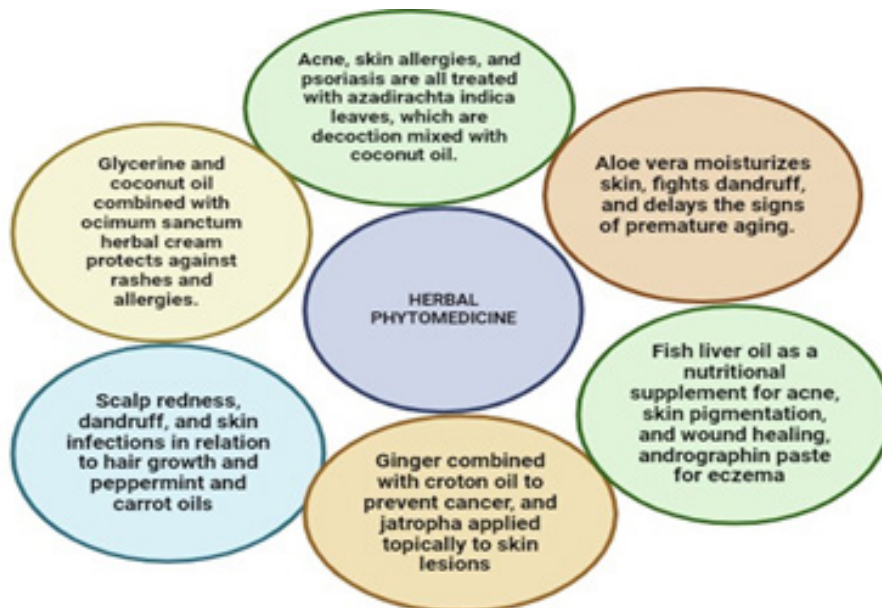 Acne, skin allergies, and
psoriasis are all treated
with azadirachta indica
leaves, which are
decoction mixed with
coconut oil.
Glycerine and
coconut oil
combined with
ocimum sanctum
herbal cream
protects against
rashes and
allergies.
Aloe vera moisturizes
skin, fights dandruff,
and delays the signs
of premature aging.
HERBAL
PHYTOMEDICINE
Scalp redness,
dandruff, and skin
infections in relation
to hair growth and
peppermint and
carrot oils
Fish liver oil as a
nutritional
supplement for acne,
skin pigmentation,
and wound healing,
andrographin paste
for eczema
Ginger combined
with croton oil to
prevent cancer, and
jatropha applied
topically to skin
lesions